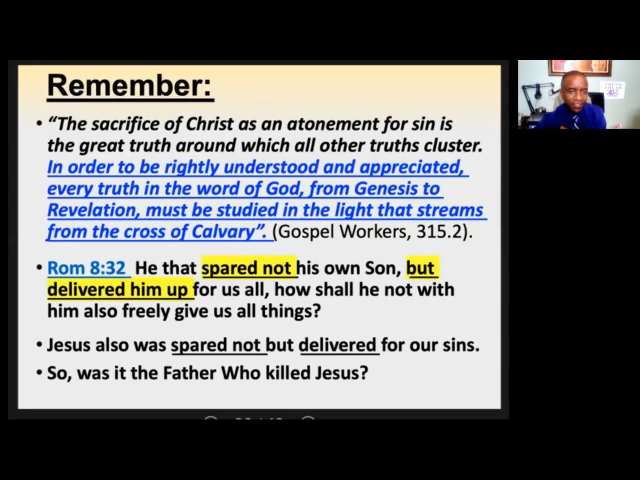 Remember:
• “The sacrifice of Christ as an atonement for sin is
the great truth around which all other truths cluster.
In order to be rightly understood and appreciated,
every truth in the word of God, from Genesis to
Revelation, must be studied in the light that streams
from the cross of Calvary”. (Gospel Workers, 315.2).
• Rom 8:32 He that spared not his own Son, but
delivered him up for us all, how shall he not with
him also freely give us all things?
• Jesus also was spared not but delivered for our sins.
• So, was it the Father Who killed Jesus?